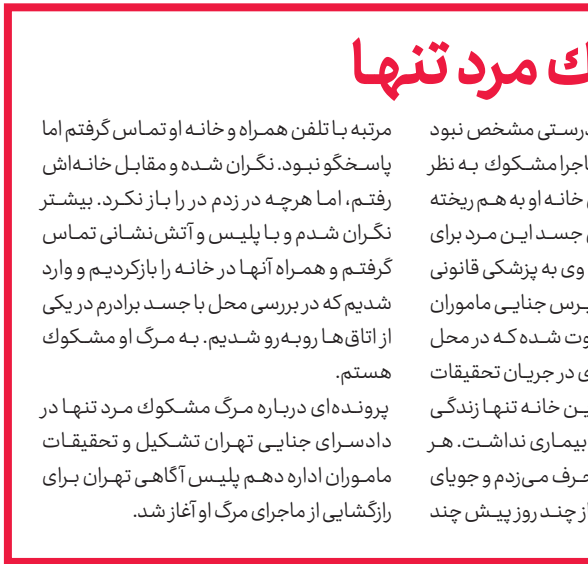 ك مرد تنها
درستی مشخص نبود
اجرا مشکوك به نظر
خانه او به هم ریخته
جسد این مرد برای
وی به پزشکی قانونی
رس جنایی ماموران
وت شده که در محل
ی در جریان تحقیقات
ین خانه تنها زندگی
بیماری نداشت. هر
حرف می‌زدم و جویای
از چند روز پیش چند
مرتبه با تلفن همراه و خانه او تماس گرفتم اما
پاسخگو نبود. نگران شده و مقابل خانه‌اش
رفتم، اما هرچه در زدم در را باز نکرد. بیشتر
نگران شدم و با پلیس و آتش‌نشانی تماس
گرفتم و همراه آنها در خانه را بازکردیم و وارد
شدیم که در بررسی محل با جسد برادرم در یکی
از اتاق‌ها روبه‌رو شدیم. به مرگ او مشکوك
هستم.
پرونده‌ای درباره مرگ مشکوك مرد تنها در
دادسرای جنایی تهران تشکیل و تحقیقات
ماموران اداره دهم پلیس آگاهی تهران برای
رازگشایی از ماجرای مرگ او آغاز شد.